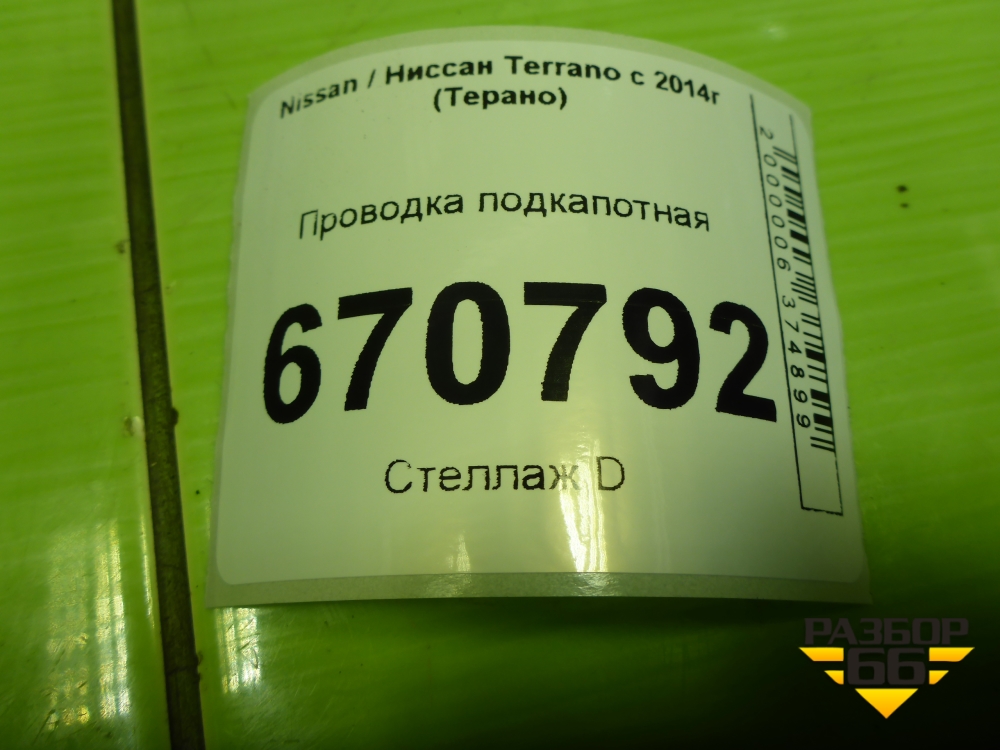 Nissan / Ниссан Terrano с 2014г
(Терано)
Проводка подкапотная
670792
Стеллаж D
2000006374899
РАЗБОР
66